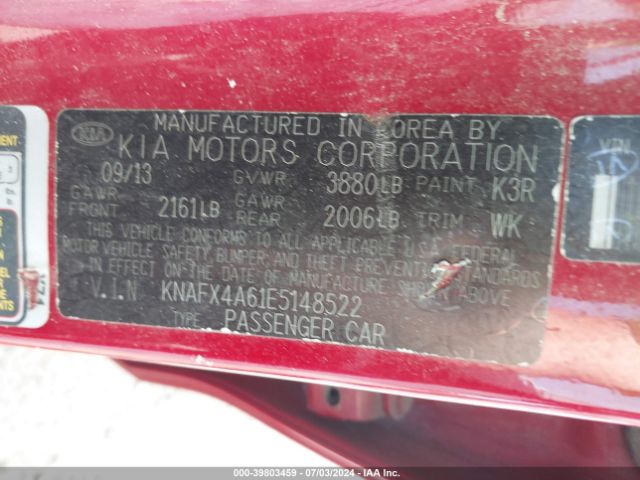 MANUFACTURED IN KOREA BY
KIA KIA MOTORS CORPORATION
09/13 GVWR 3880LB PAINT K3R
GAWR FRONT 2161LB GAWR REAR 2006LB TRIM WK
THIS VEHICLE CONFORMS TO ALL APPLICABLE U.S.A. FEDERAL
MOTOR VEHICLE SAFETY BUMPER, AND THEFT PREVENTION STANDARDS
IN EFFECT ON THE DATE OF MANUFACTURE SHOWN ABOVE
V.I.N KNAFX4A61E5148522
TYPE PASSENGER CAR
VIN
000-39803459 - 07/03/2024 - IAA Inc.